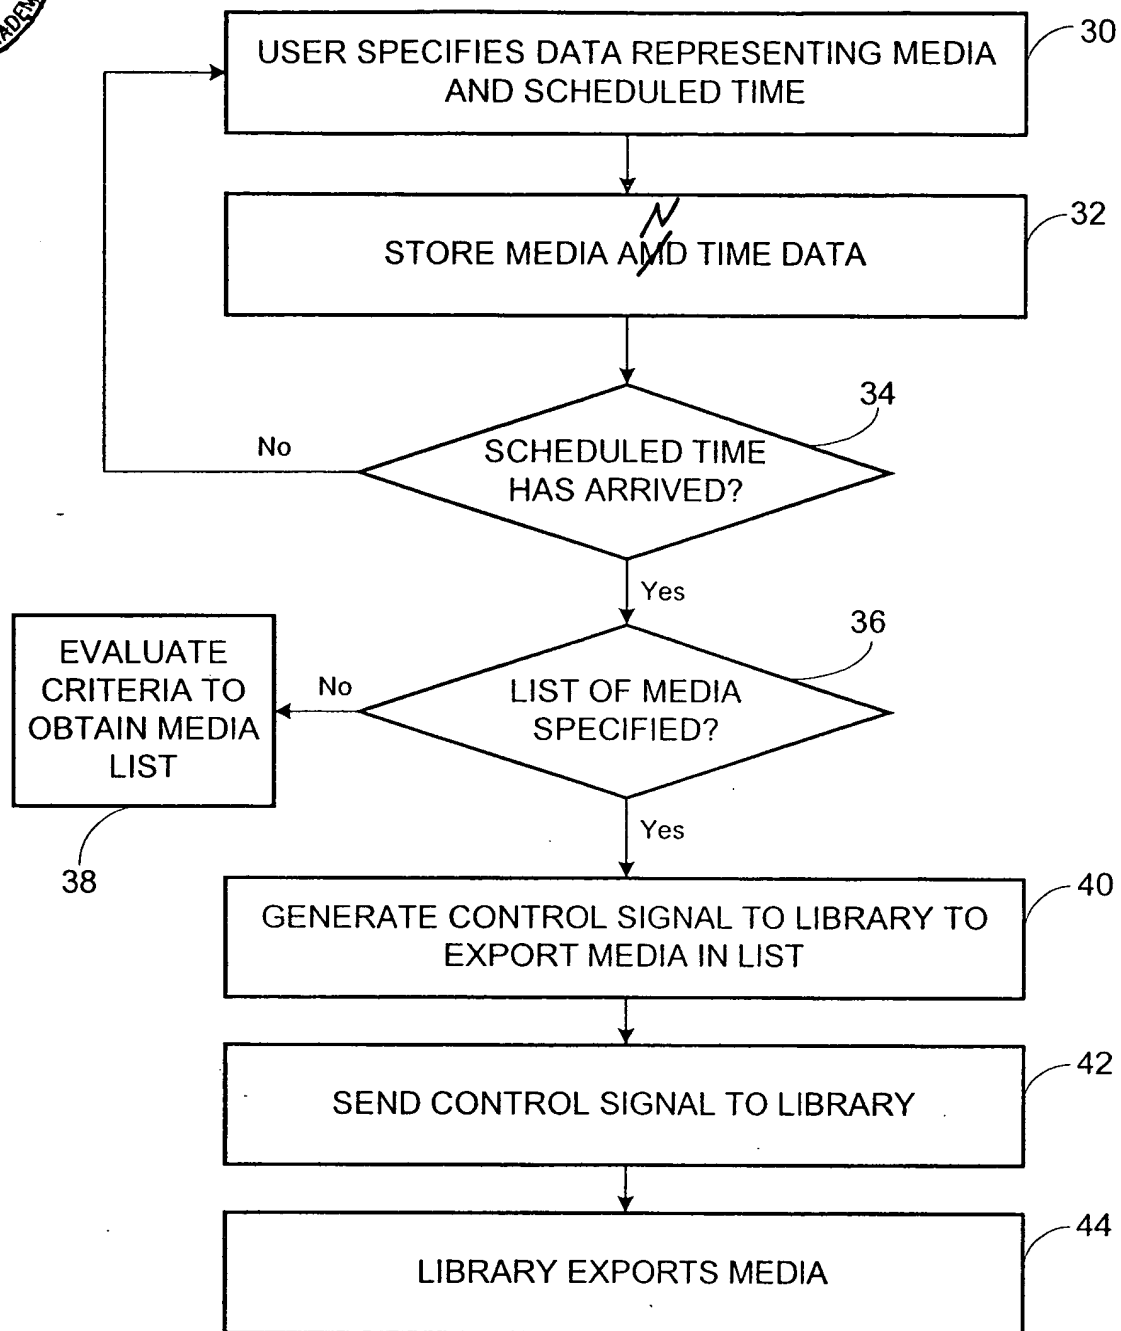 ADEM
USER SPECIFIES DATA REPRESENTING MEDIA
AND SCHEDULED TIME
30
N
STORE MEDIA AMD TIME DATA
32
SCHEDULED TIME
HAS ARRIVED?
34
No
Yes
LIST OF MEDIA
SPECIFIED?
36
No
EVALUATE
CRITERIA TO
OBTAIN MEDIA
LIST
38
Yes
GENERATE CONTROL SIGNAL TO LIBRARY TO
EXPORT MEDIA IN LIST
40
SEND CONTROL SIGNAL TO LIBRARY
42
LIBRARY EXPORTS MEDIA
44